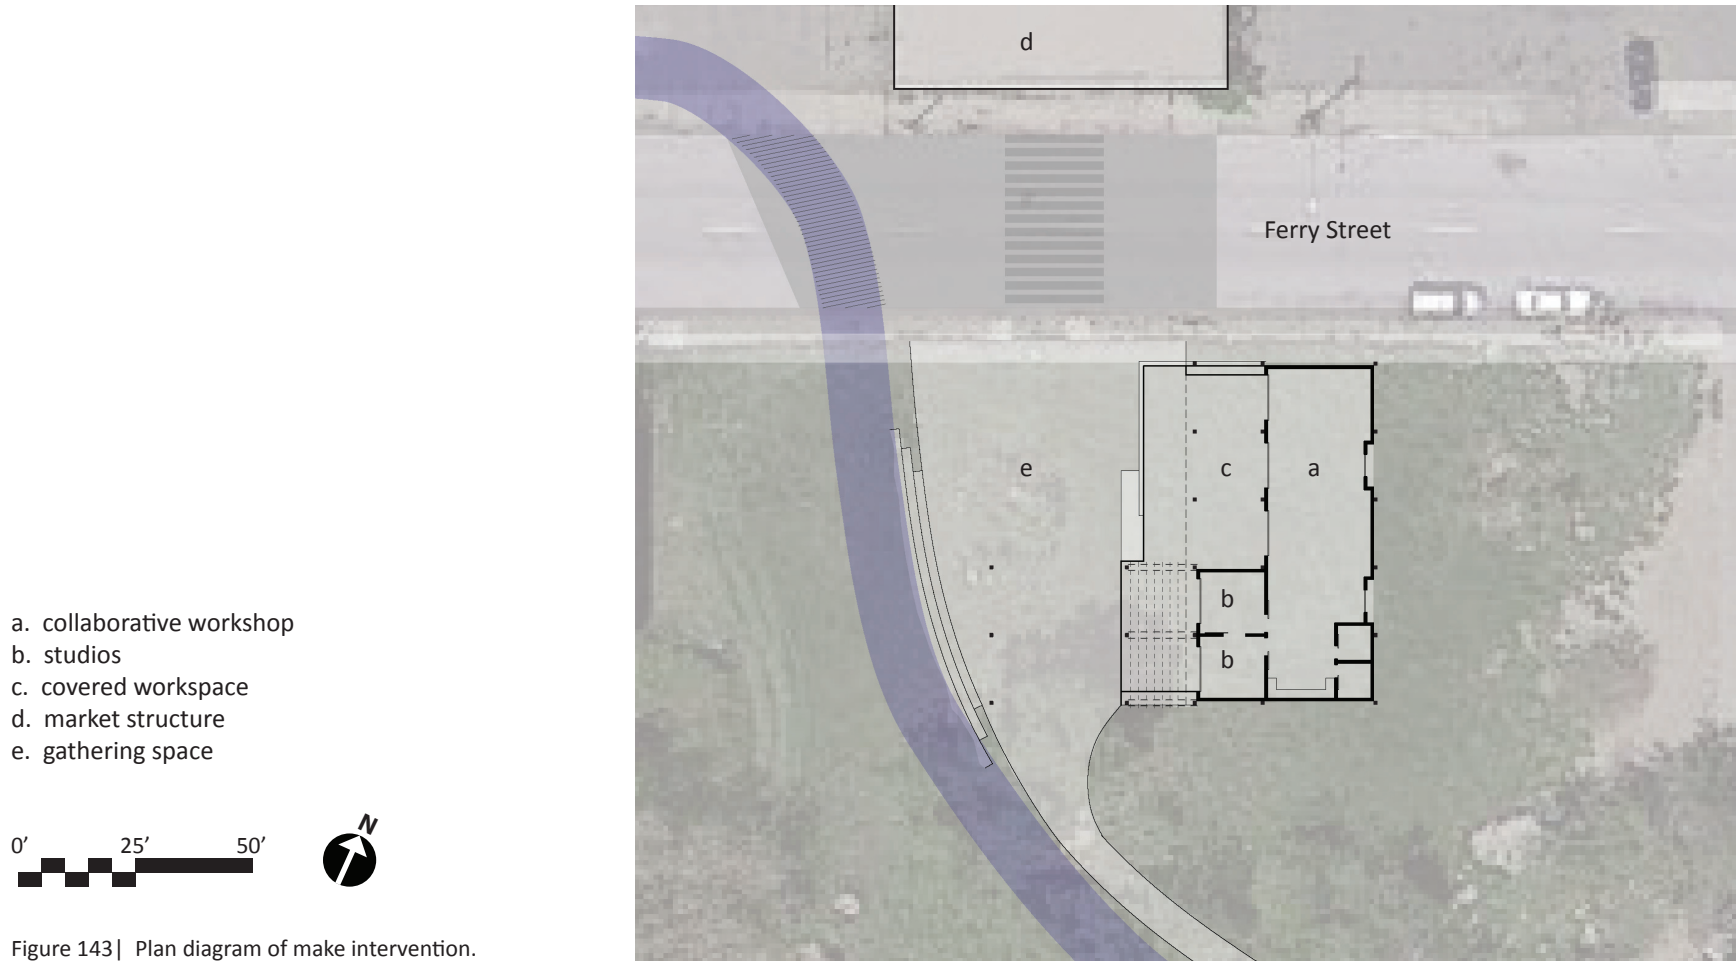 d
Ferry Street
e
c
a
b
b
a. collaborative workshop
b. studios
c. covered workspace
d. market structure
e. gathering space
0’ 25’ 50’
N
Figure 143| Plan diagram of make intervention.